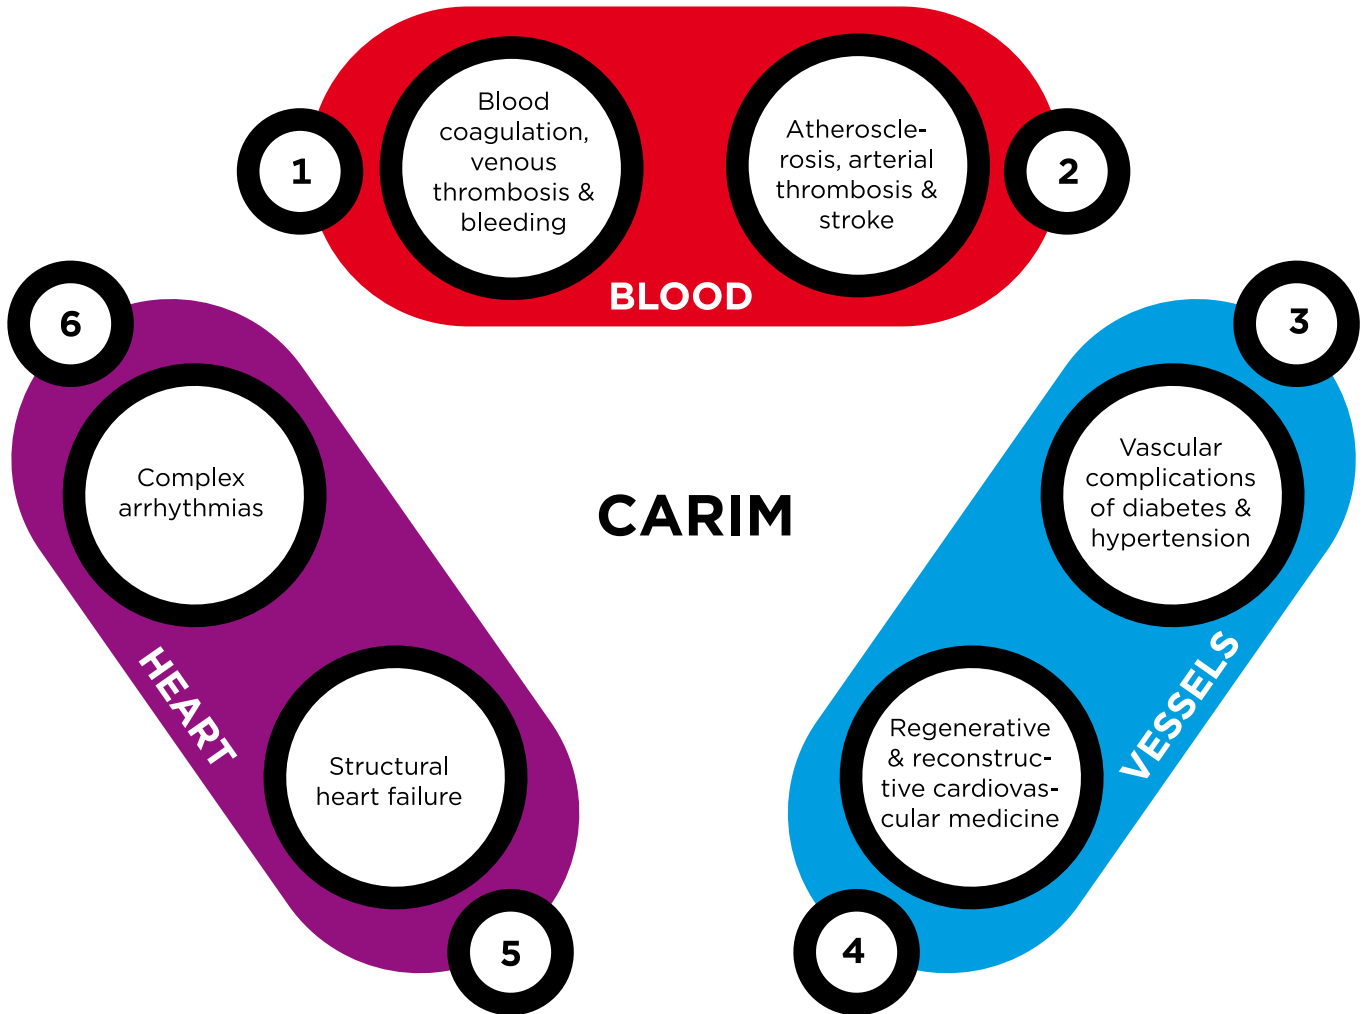 1
Blood
coagulation,
venous
thrombosis &
bleeding
Atheroscle-
rosis, arterial
thrombosis &
stroke
2
BLOOD
6
Complex
arrhythmias
HEART
Structural
heart failure
5
CARIM
3
Vascular
complications
of diabetes &
hypertension
VESSELS
Regenerative
& reconstruc-
tive cardiovas-
cular medicine
4